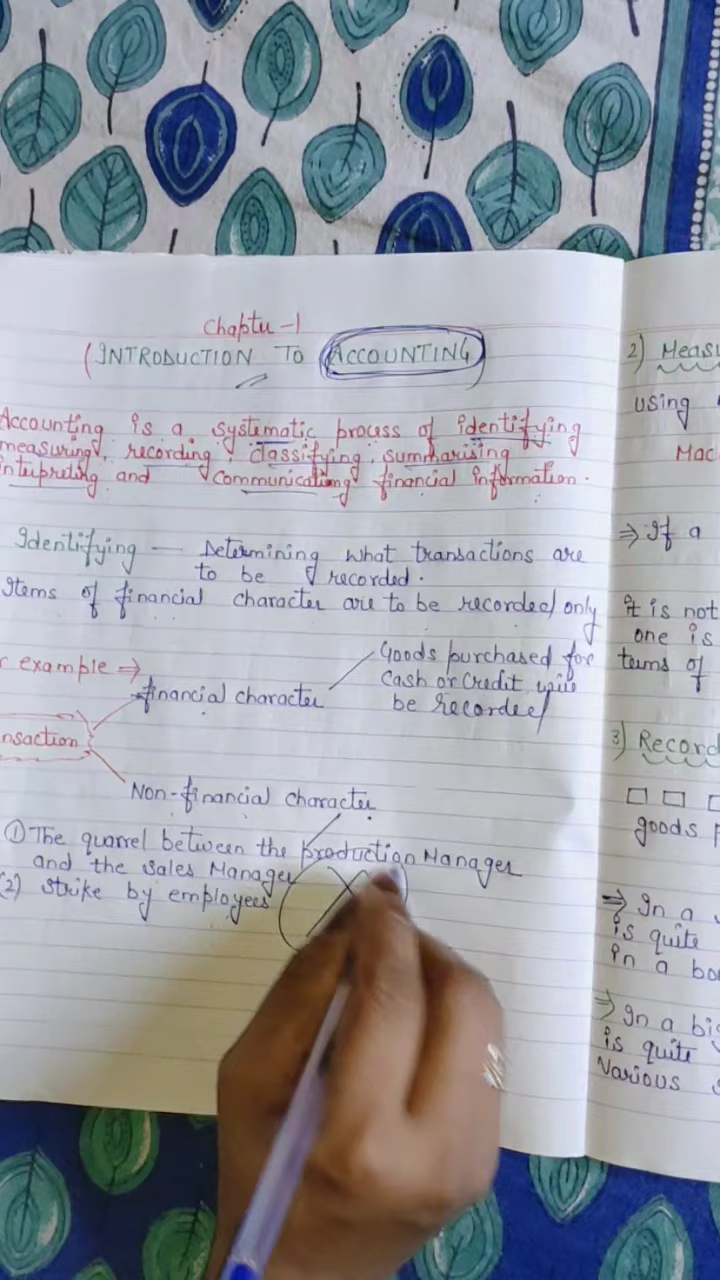 Chapter -1
(INTRODUCTION TO ACCOUNTING)
Accounting is a systematic process of identifying
measuring, recording, classifying, summarising
interpreting and communicating financial information.
Identifying — Determining what transactions are
to be recorded.
Items of financial character are to be recorded only
example ⇒
Goods purchased for
cash or credit will
be recorded
financial character
nsaction
Non-financial character
① The quarrel between the production Manager
and the Sales Manager
(2) strike by employees
2) Measu
using
Mac
⇒ If a
it is not
one is
terms of
3) Record
goods p
⇒ In a
is quite
in a bo
⇒ In a big
is quite
various